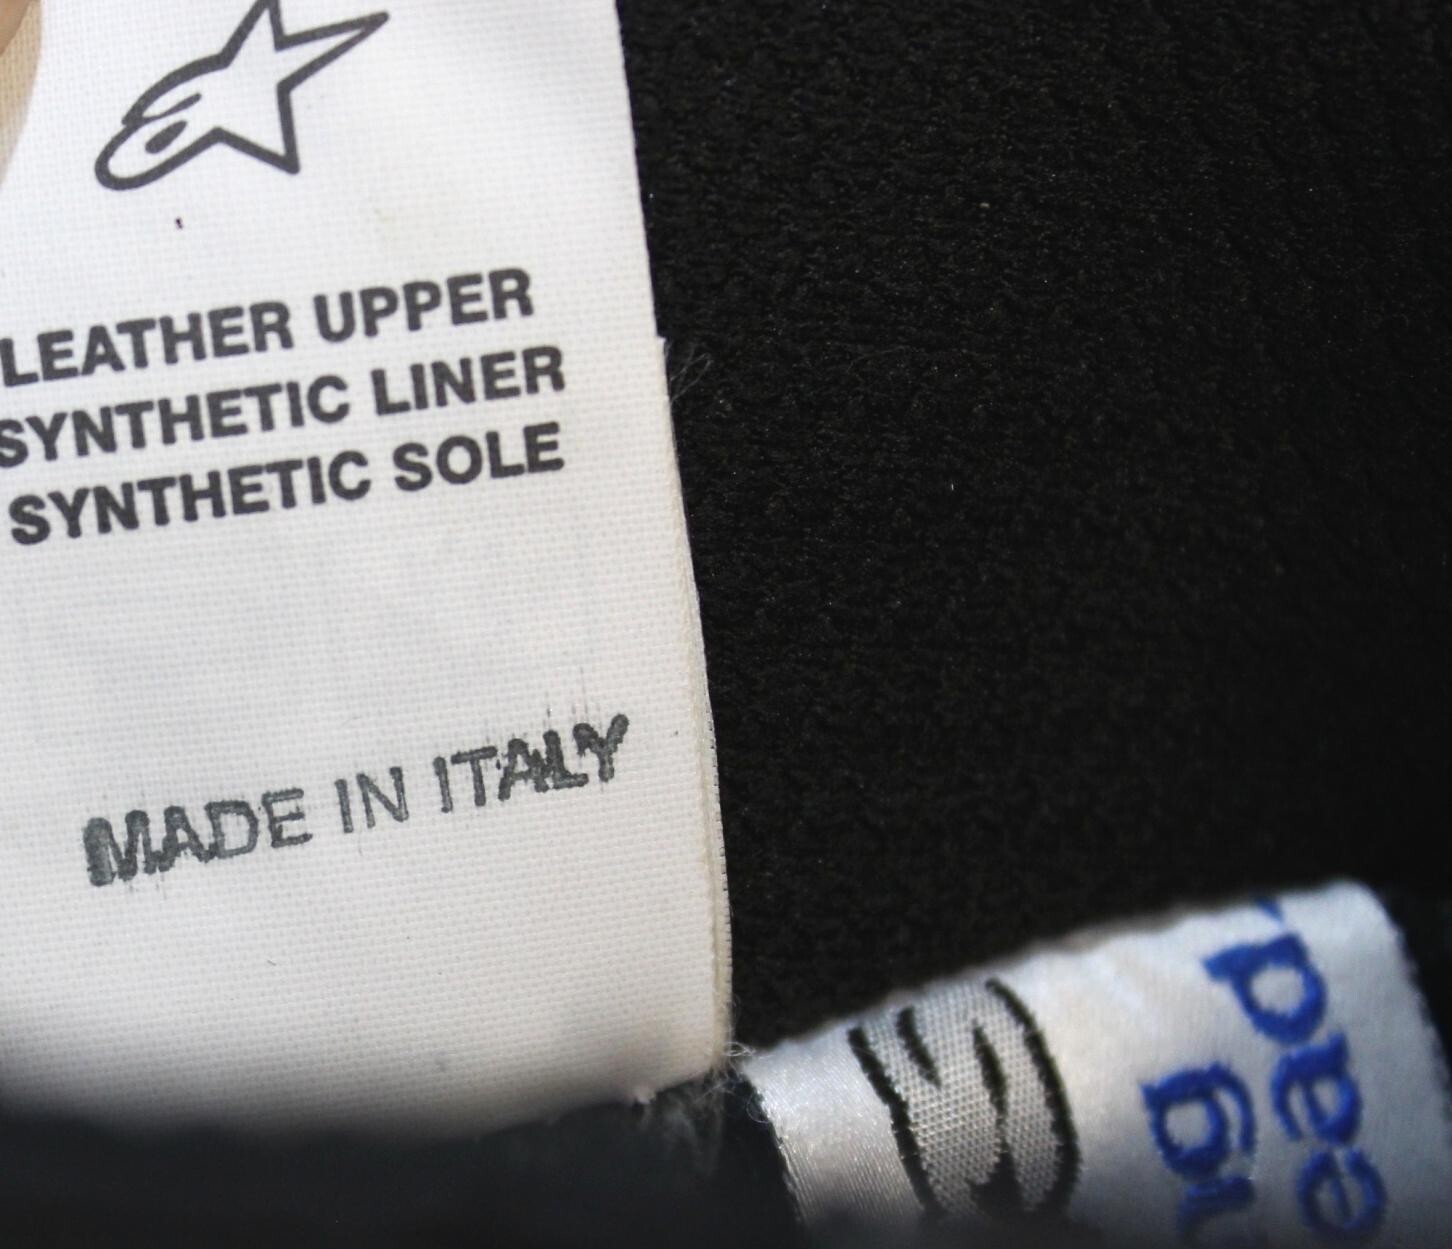 LEATHER UPPER
SYNTHETIC LINER
SYNTHETIC SOLE
MADE IN ITALY